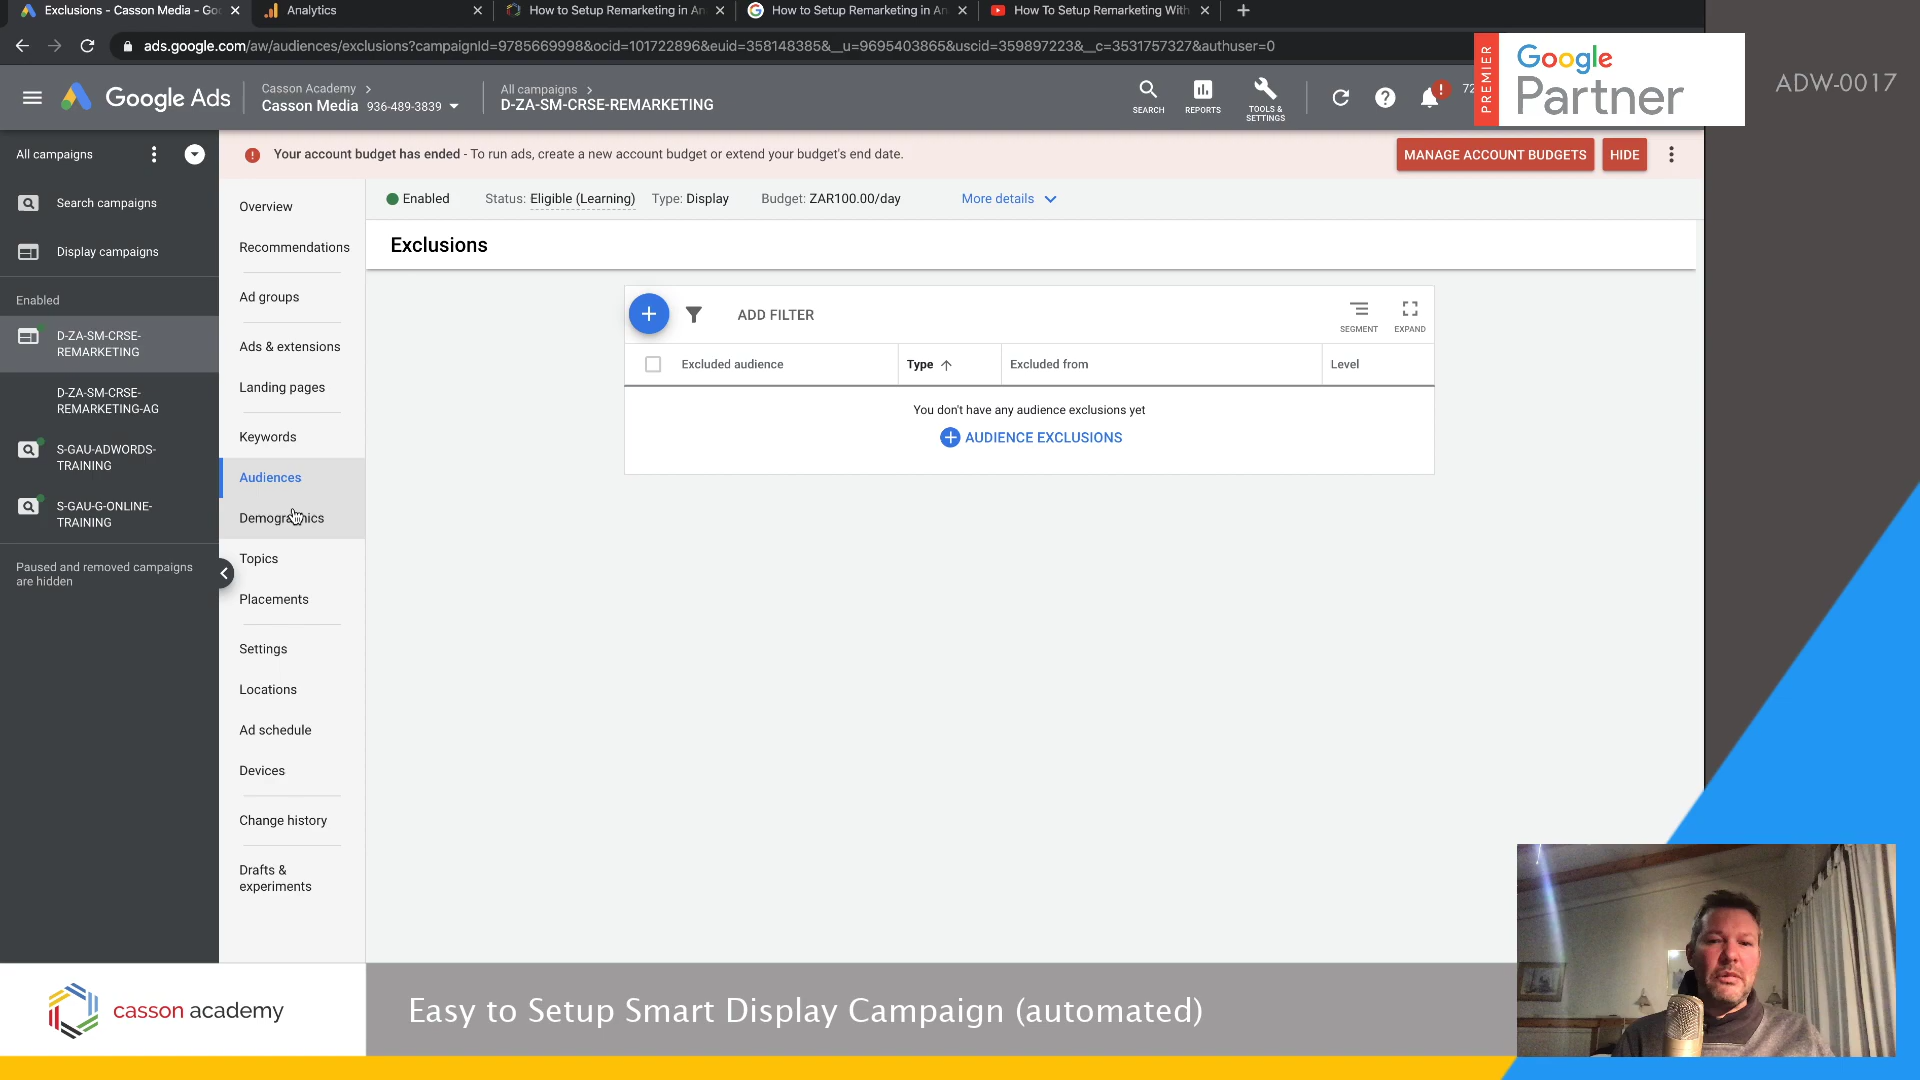 Exclusions - Casson Media - Goo
Analytics
How to Setup Remarketing in An
How to Setup Remarketing in An
How To Setup Remarketing With
ads.google.com/aw/audiences/exclusions?campaignId=9785669998&ocid=101722896&euid=358148385&__u=9695403865&uscid=359897223&__c=3531757327&authuser=0
PREMIER
Google
Partner
ADW-0017
Google Ads
Casson Academy
Casson Media 936-489-3839
All campaigns
D-ZA-SM-CRSE-REMARKETING
SEARCH
REPORTS
TOOLS &
SETTINGS
72
All campaigns
Your account budget has ended - To run ads, create a new account budget or extend your budget's end date.
MANAGE ACCOUNT BUDGETS
HIDE
Search campaigns
Display campaigns
Enabled
D-ZA-SM-CRSE-
REMARKETING
D-ZA-SM-CRSE-
REMARKETING-AG
S-GAU-ADWORDS-
TRAINING
S-GAU-G-ONLINE-
TRAINING
Paused and removed campaigns
are hidden
Overview
Recommendations
Ad groups
Ads & extensions
Landing pages
Keywords
Audiences
Demographics
Topics
Placements
Settings
Locations
Ad schedule
Devices
Change history
Drafts &
experiments
Enabled
Status: Eligible (Learning)
Type: Display
Budget: ZAR100.00/day
More details
Exclusions
ADD FILTER
SEGMENT
EXPAND
Excluded audience
Type
Excluded from
Level
You don't have any audience exclusions yet
AUDIENCE EXCLUSIONS
casson academy
Easy to Setup Smart Display Campaign (automated)